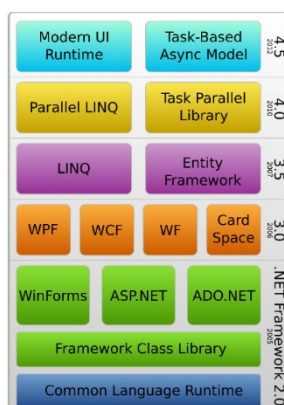 Modern UI
Runtime
Task-Based
Async Model
4.5
2012
Parallel LINQ
Task Parallel
Library
4.0
2010
LINQ
Entity
Framework
3.5
2007
WPF
WCF
WF
Card
Space
3.0
2006
WinForms
ASP.NET
ADO.NET
Framework Class Library
Common Language Runtime
.NET Framework 2.0
2005